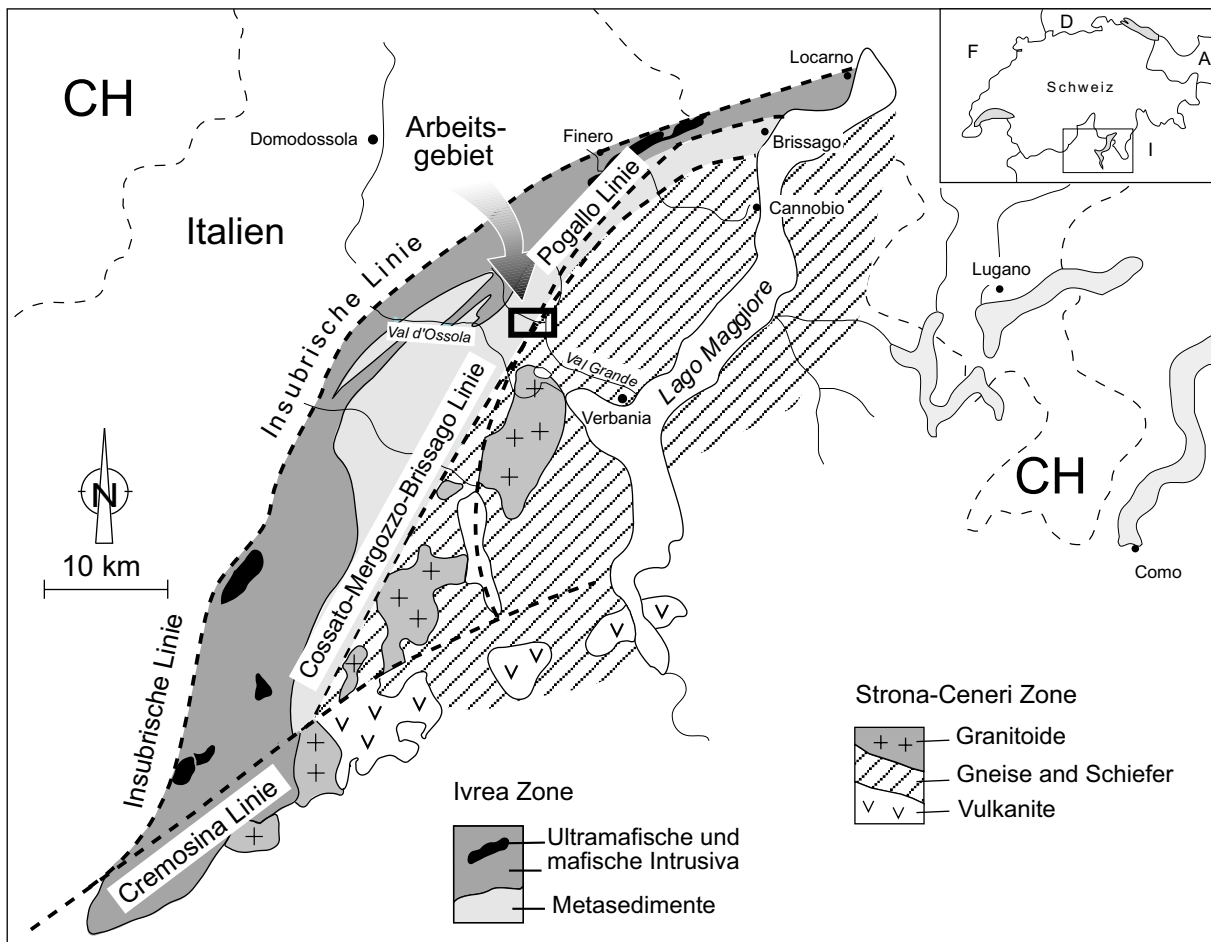 CH
Locarno
Domodossola
Arbeits-
gebiet
Finero
Brissago
Cannobio
Italien
Pogallo Linie
Insubrische Linie
Val d'Ossola
Val Grande
Verbania
Lago Maggiore
Lugano
Cossato-Mergozzo-Brissago Linie
CH
Como
N
10 km
Insubrische Linie
Cremosina Linie
D
F
A
Schweiz
I
Ivrea Zone
Ultramafische und
mafische Intrusiva
Metasedimente
Strona-Ceneri Zone
Granitoide
Gneise and Schiefer
Vulkanite